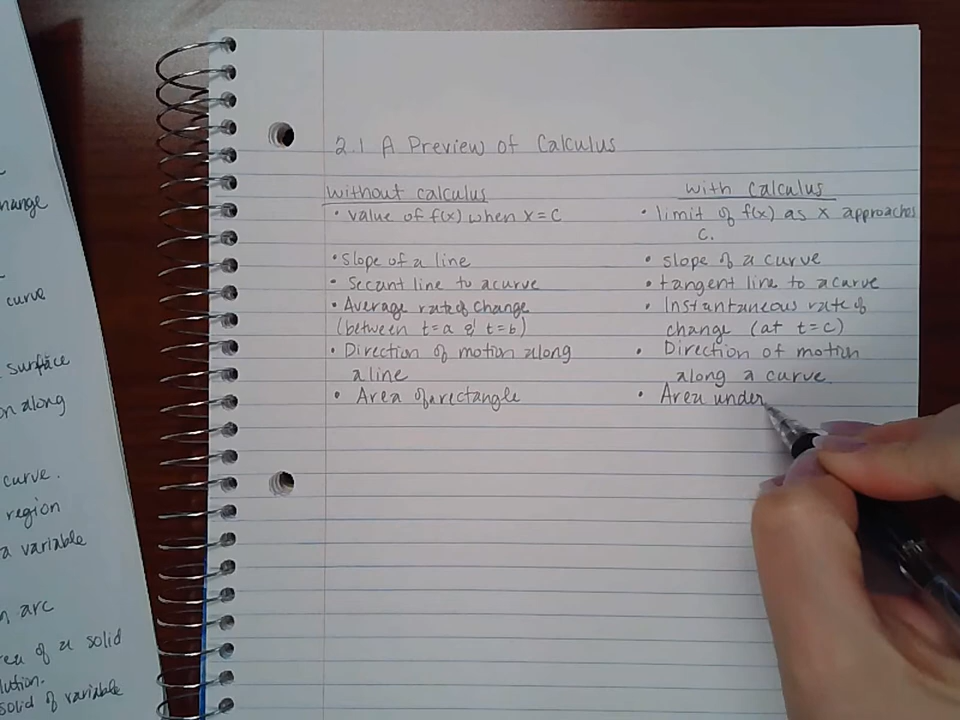 2.1 A Preview of Calculus
without calculus
• value of f(x) when x = c
• Slope of a line
• Secant line to a curve
• Average rate of change
(between t=a & t=b)
• Direction of motion along
a line
• Area of a rectangle
with calculus
• limit of f(x) as x approaches
c.
• slope of a curve
• tangent line to a curve
• Instantaneous rate of
change (at t=c)
• Direction of motion
along a curve
• Area under
curve
surface
on along
curve.
region
a variable
arc
of a solid
solid of variable